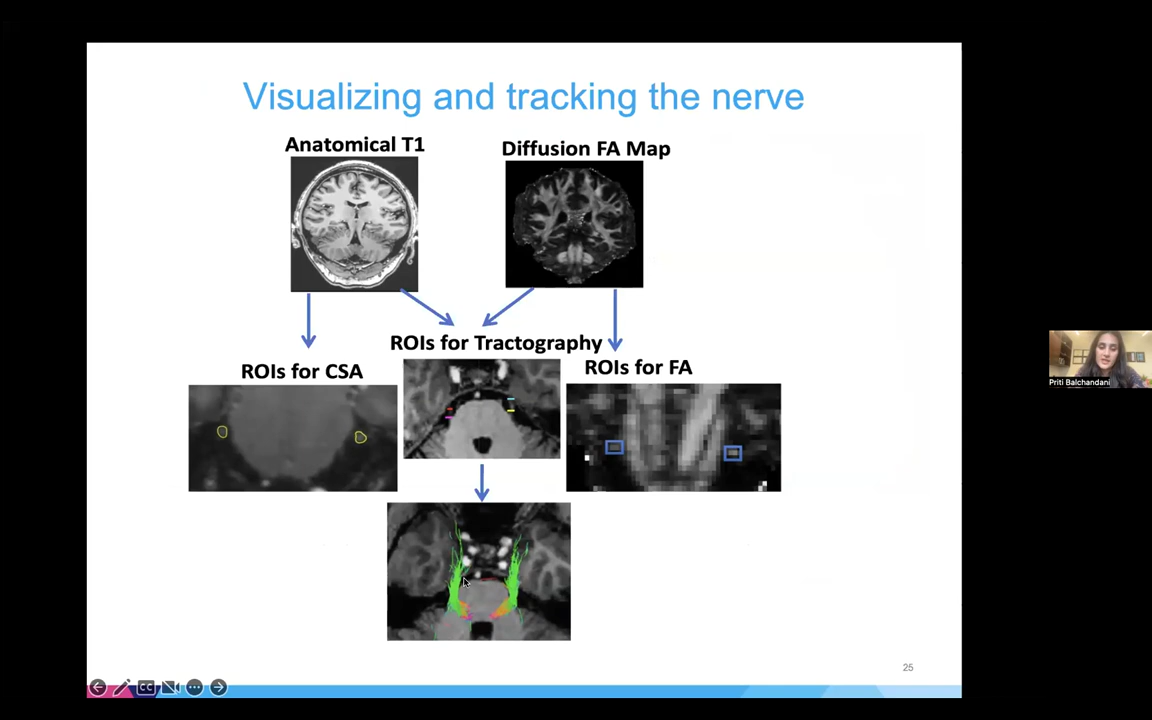 Visualizing and tracking the nerve
Anatomical T1
Diffusion FA Map
ROIs for Tractography
ROIs for CSA
ROIs for FA
Priti Balchandani
25
CC